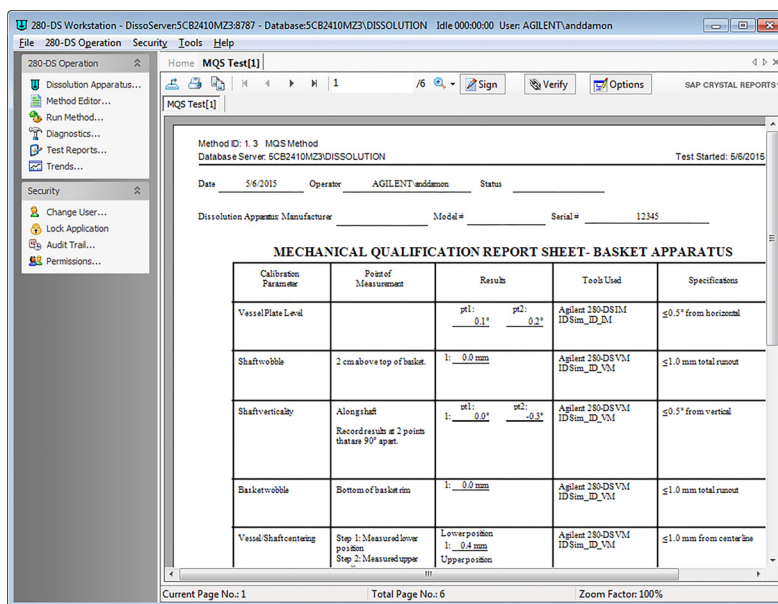 280-DS Workstation - DissoServer:5CB2410MZ3:8787 - Database:5CB2410MZ3\DISSOLUTION Idle 000:00:00 User: AGILENT\anddamon
File 280-DS Operation Security Tools Help
280-DS Operation
Dissolution Apparatus...
Method Editor...
Run Method...
Diagnostics...
Test Reports...
Trends...
Security
Change User...
Lock Application
Audit Trail...
Permissions...
Home MQS Test[1]
1 /6 Sign Verify Options SAP CRYSTAL REPORTS
MQS Test[1]
Method ID: 1. 3 MQS Method
Database Server: 5CB2410MZ3\DISSOLUTION Test Started: 5/6/2015
Date 5/6/2015 Operator AGILENT\anddamon Status
Dissolution Apparatus Manufacturer Model # Serial # 12345
MECHANICAL QUALIFICATION REPORT SHEET- BASKET APPARATUS
Calibration Parameter Point of Measurement Results Tools Used Specifications
Vessel Plate Level pt1: 0.1° pt2: 0.2° Agilent 280-DSIM IDSim_ID_IM ≤0.5° from horizontal
Shaft wobble 2 cm above top of basket. 1: 0.0 mm Agilent 280-DSVM IDSim_ID_VM ≤1.0 mm total runout
Shaft verticality Along shaft Record results at 2 points that are 90° apart. pt1: pt2: 1: 0.0° -0.3° Agilent 280-DSVM IDSim_ID_VM ≤0.5° from vertical
Basket wobble Bottom of basket rim 1: 0.0 mm Agilent 280-DSVM IDSim_ID_VM ≤1.0 mm total runout
Vessel/Shaft centering Step 1: Measured lower position Step 2: Measured upper Lower position 1: 0.4 mm Upper position Agilent 280-DSVM IDSim_ID_VM ≤1.0 mm from centerline
Current Page No.: 1 Total Page No.: 6 Zoom Factor: 100%